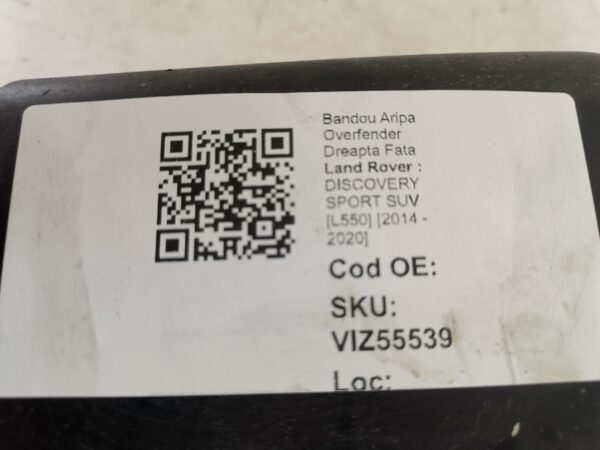 Bandou Aripa
Overfender
Dreapta Fata
Land Rover :
DISCOVERY
SPORT SUV
[L550] [2014 -
2020]
Cod OE:
SKU:
VIZ55539
Loc: